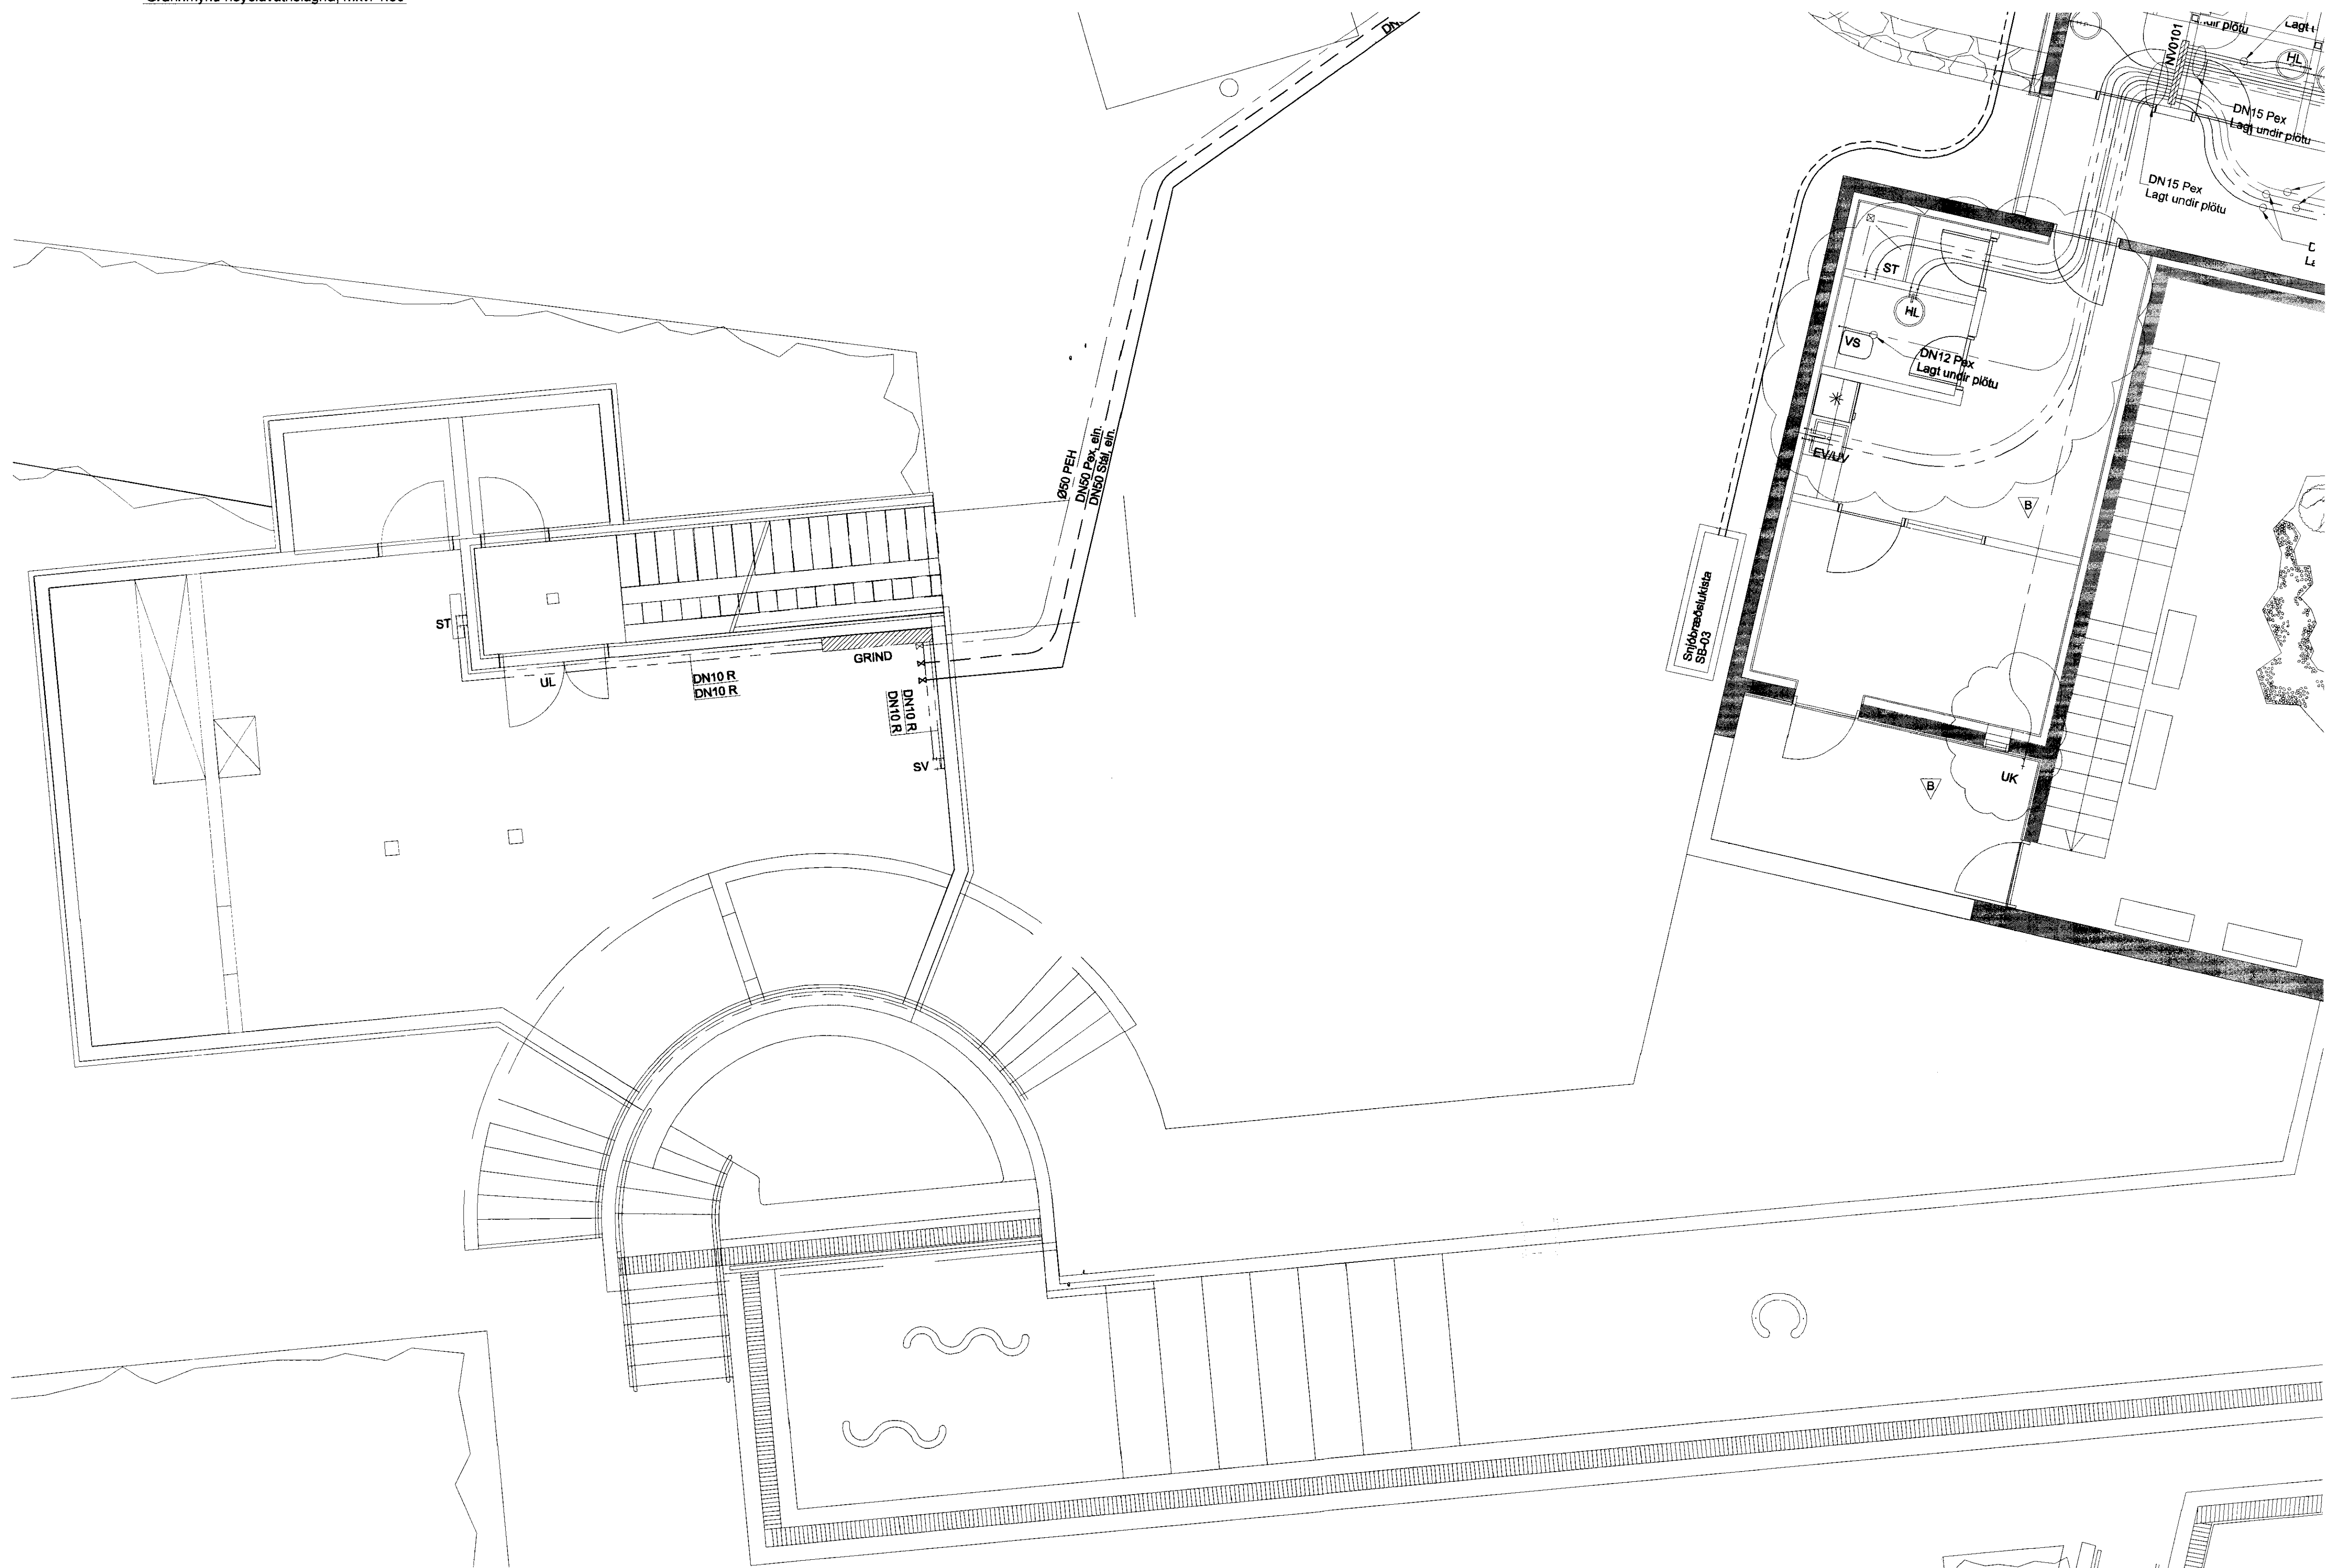 NV0101
HL
DN15 Pex
Lagt undir plötu
DN15 Pex
Lagt undir plötu
ST
HL
VS
DN12 Pex
Lagt undir plötu
EV/UV
B
Ø50 PEH
DN50 Pex, ein.
DN50 Stál, ein.
Snjóbræðslukista
SB-03
ST
GRIND
UL
DN10 R
DN10 R
DN10 R
DN10 R
SV
UK
B